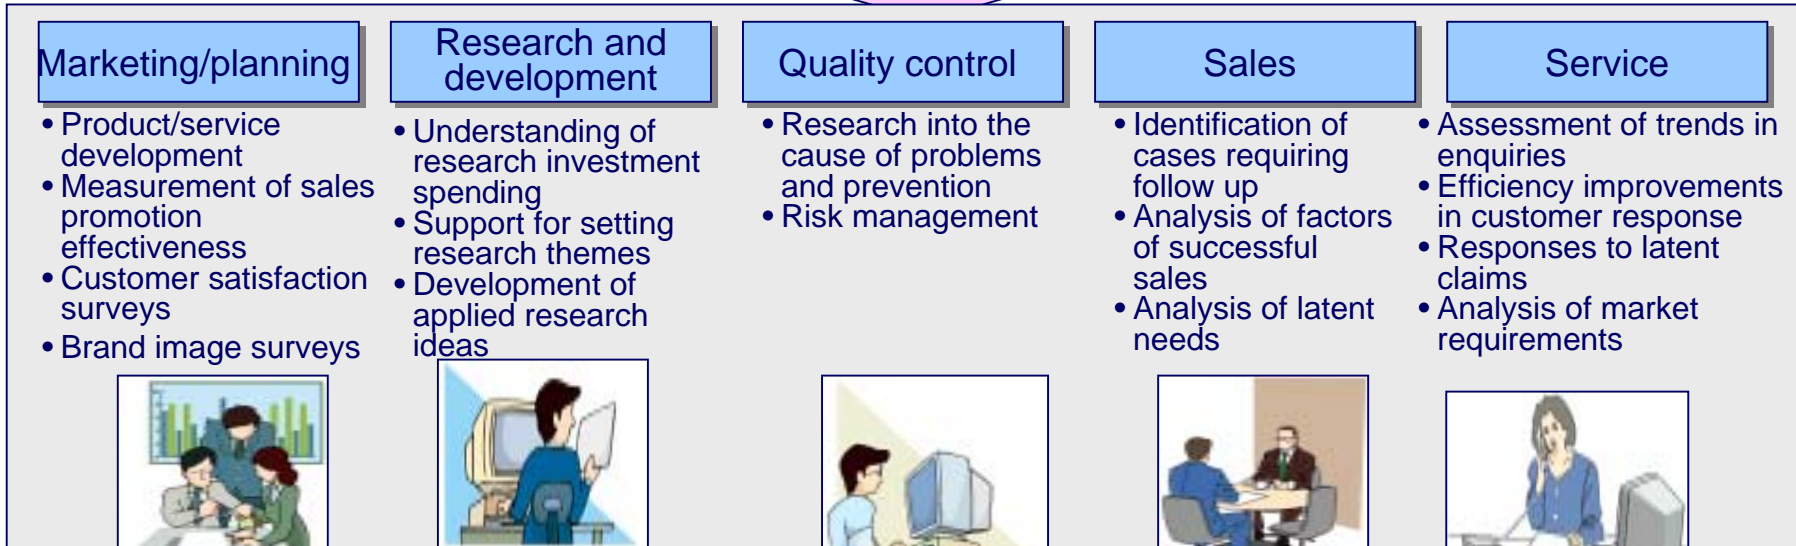 Marketing/planning
• Product/service
development
• Measurement of sales
promotion
effectiveness
• Customer satisfaction
surveys
• Brand image surveys
Research and
development
• Understanding of
research investment
spending
• Support for setting
research themes
• Development of
applied research
ideas
Quality control
• Research into the
cause of problems
and prevention
• Risk management
Sales
• Identification of
cases requiring
follow up
• Analysis of factors
of successful
sales
• Analysis of latent
needs
Service
• Assessment of trends in
enquiries
• Efficiency improvements
in customer response
• Responses to latent
claims
• Analysis of market
requirements